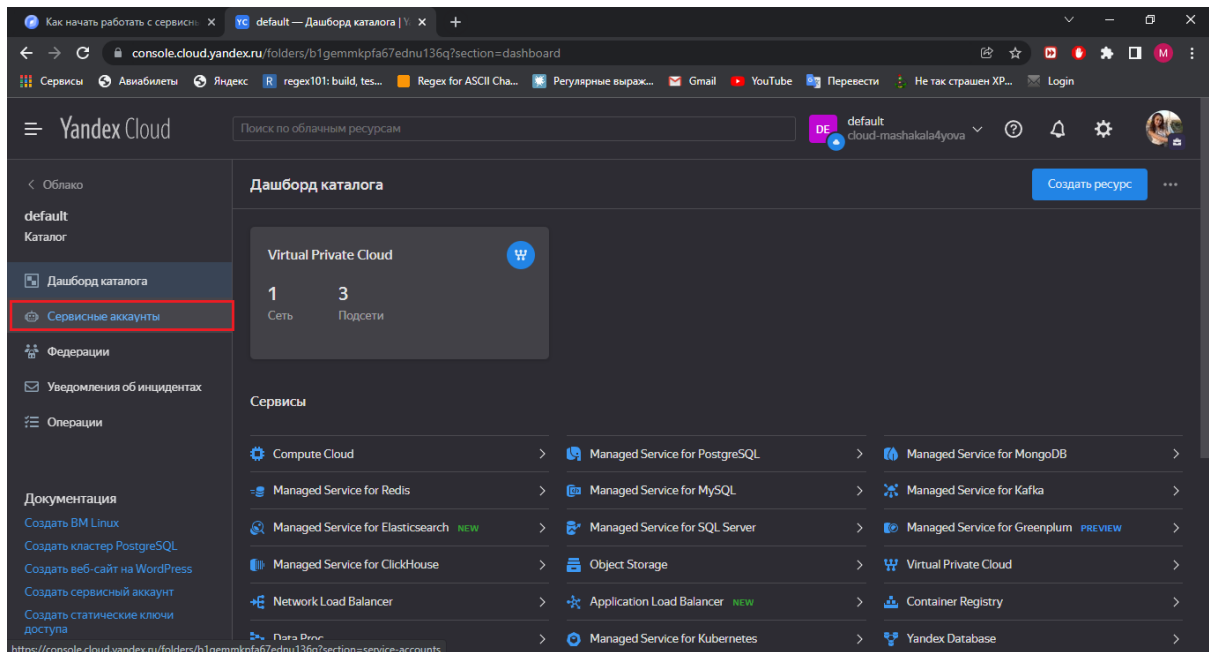 Как начать работать с сервисн
YC default — Дашборд каталога | Y
console.cloud.yandex.ru/folders/b1gemmkpfa67ednu136q?section=dashboard
M
Сервисы Авиабилеты Яндекс R regex101: build, tes... Regex for ASCII Cha... Регулярные выраж... Gmail YouTube Перевести Не так страшен XP... Login
Yandex Cloud
Поиск по облачным ресурсам
DE default
cloud-mashakala4yova
Облако
Дашборд каталога
Создать ресурс
default
Каталог
Virtual Private Cloud
1 3
Сеть Подсети
Дашборд каталога
Сервисные аккаунты
Федерации
Уведомления об инцидентах
Операции
Сервисы
Compute Cloud Managed Service for PostgreSQL Managed Service for MongoDB
Managed Service for Redis Managed Service for MySQL Managed Service for Kafka
Managed Service for Elasticsearch NEW Managed Service for SQL Server Managed Service for Greenplum PREVIEW
Managed Service for ClickHouse Object Storage Virtual Private Cloud
Network Load Balancer Application Load Balancer NEW Container Registry
Data Proc Managed Service for Kubernetes Yandex Database
Документация
Создать ВМ Linux
Создать кластер PostgreSQL
Создать веб-сайт на WordPress
Создать сервисный аккаунт
Создать статические ключи
доступа
https://console.cloud.yandex.ru/folders/b1gemmkpfa67ednu136q?section=service-accounts